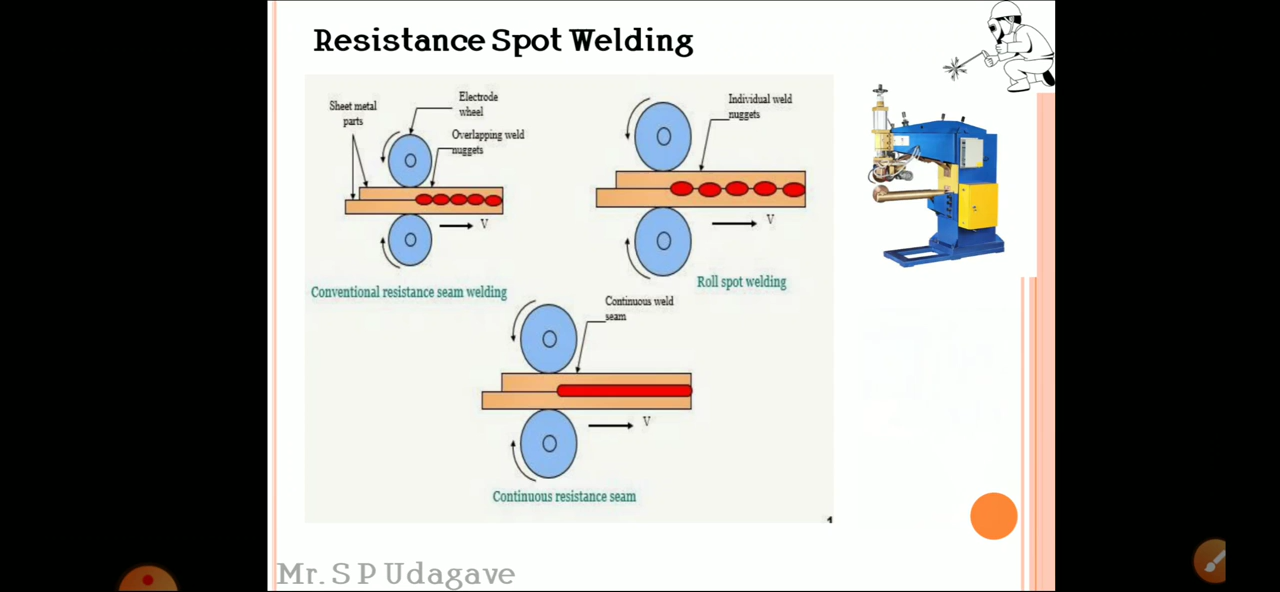 Resistance Spot Welding
Sheet metal
parts
Electrode
wheel
Overlapping weld
nuggets
V
Conventional resistance seam welding
Individual weld
nuggets
V
Roll spot welding
Continuous weld
seam
V
Continuous resistance seam
1
Mr. S P Udagave